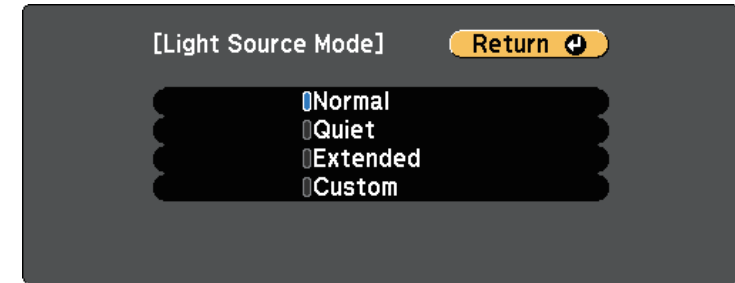 [Light Source Mode] Return
Normal
Quiet
Extended
Custom